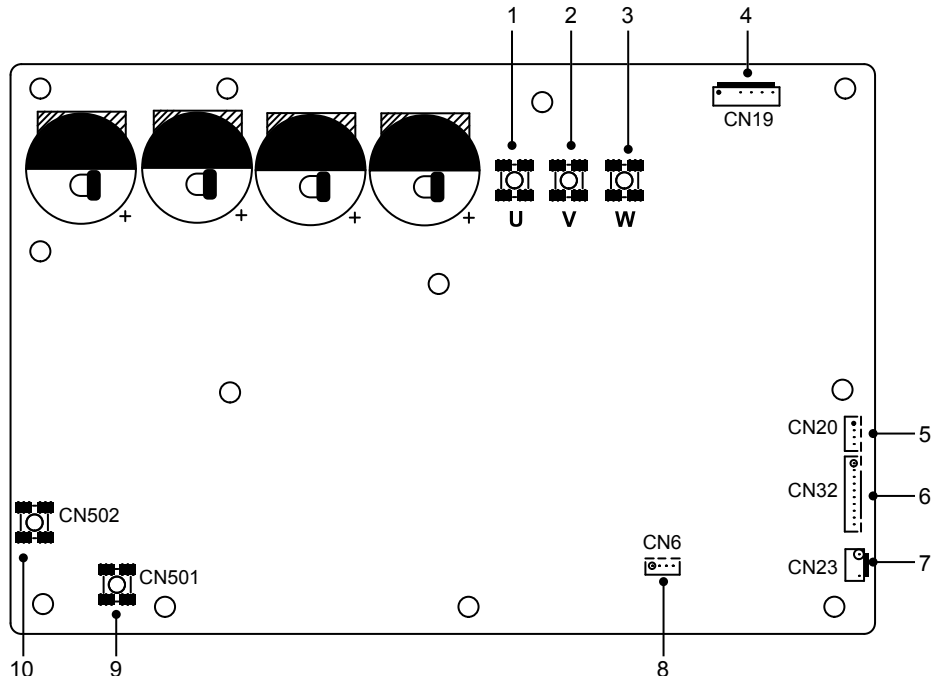 1 2 3 4
CN19
+ + + +
U V W
CN20 5
CN32 6
CN502
CN6
CN501
CN23 7
10 9 8